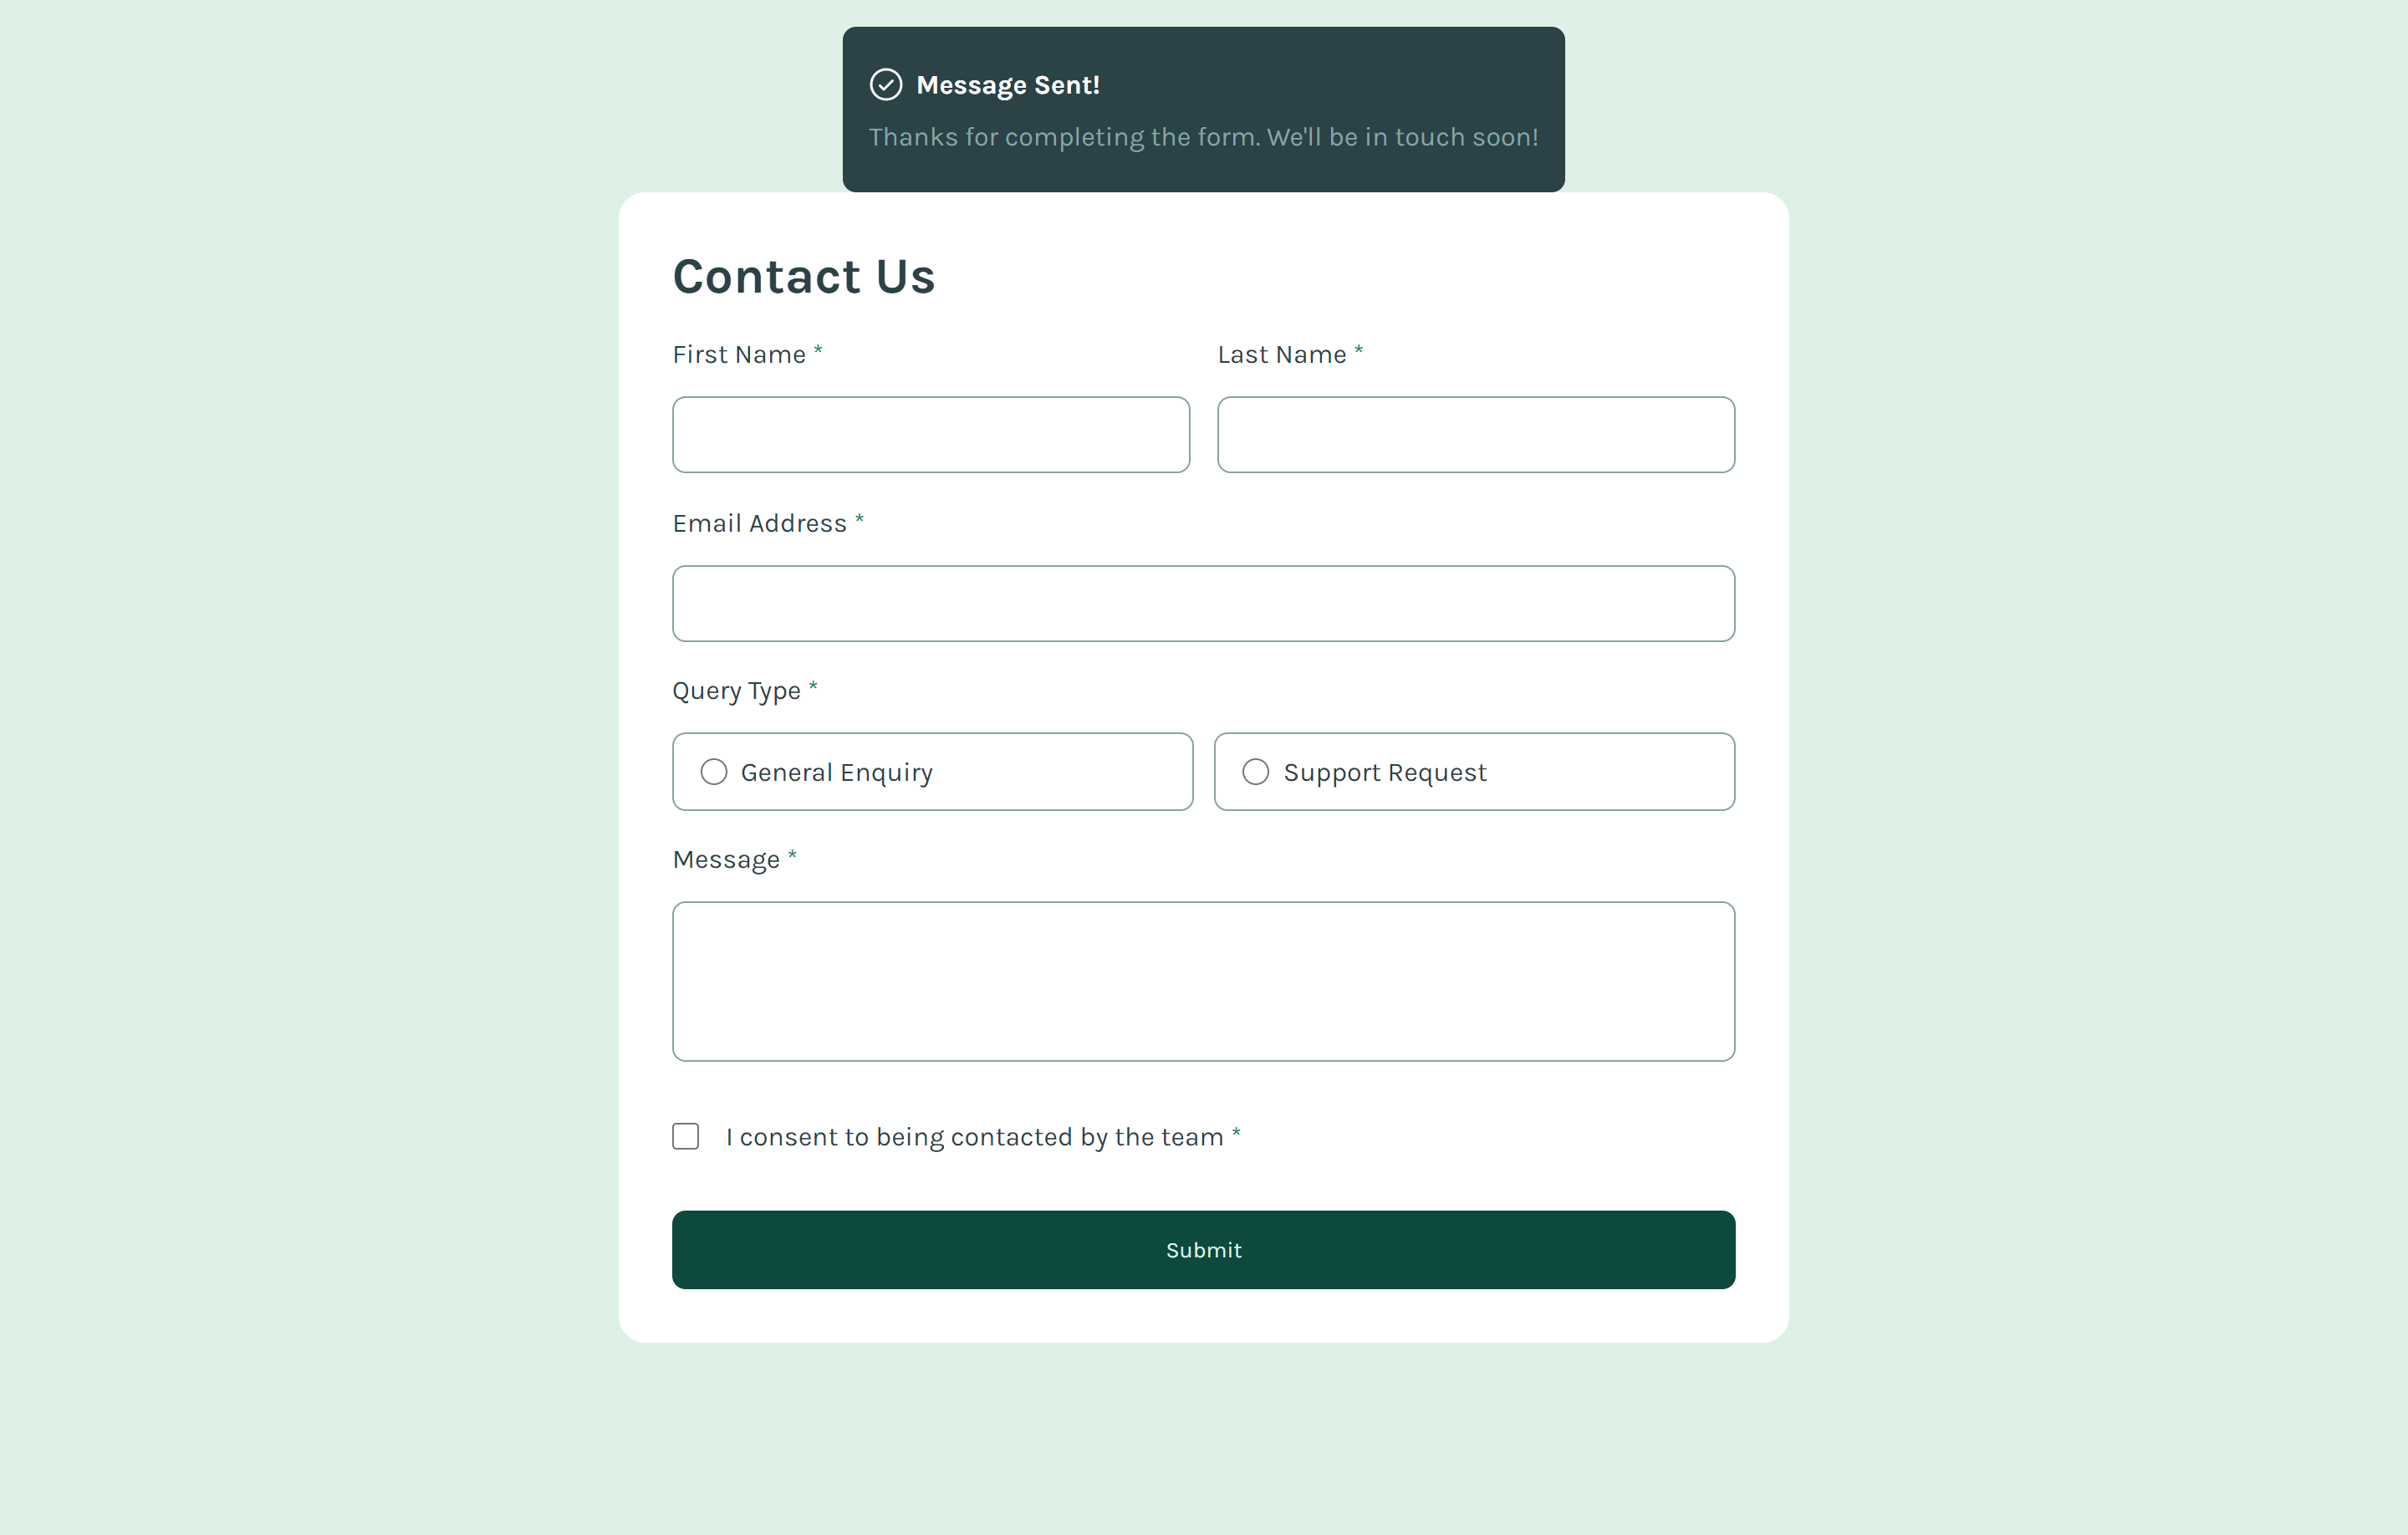 Message Sent!
Thanks for completing the form. We'll be in touch soon!
Contact Us
First Name *
Last Name *
Email Address *
Query Type *
General Enquiry
Support Request
Message *
I consent to being contacted by the team *
Submit